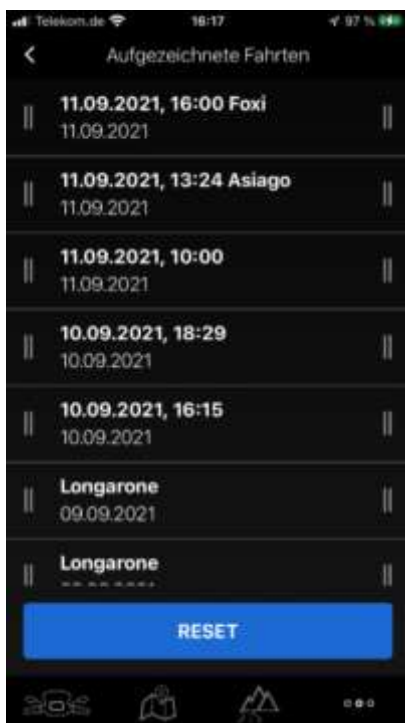 Telekom.de 16:17 97 %
Aufgezeichnete Fahrten
11.09.2021, 16:00 Foxi
11.09.2021
11.09.2021, 13:24 Asiago
11.09.2021
11.09.2021, 10:00
11.09.2021
10.09.2021, 18:29
10.09.2021
10.09.2021, 16:15
10.09.2021
Longarone
09.09.2021
Longarone
RESET